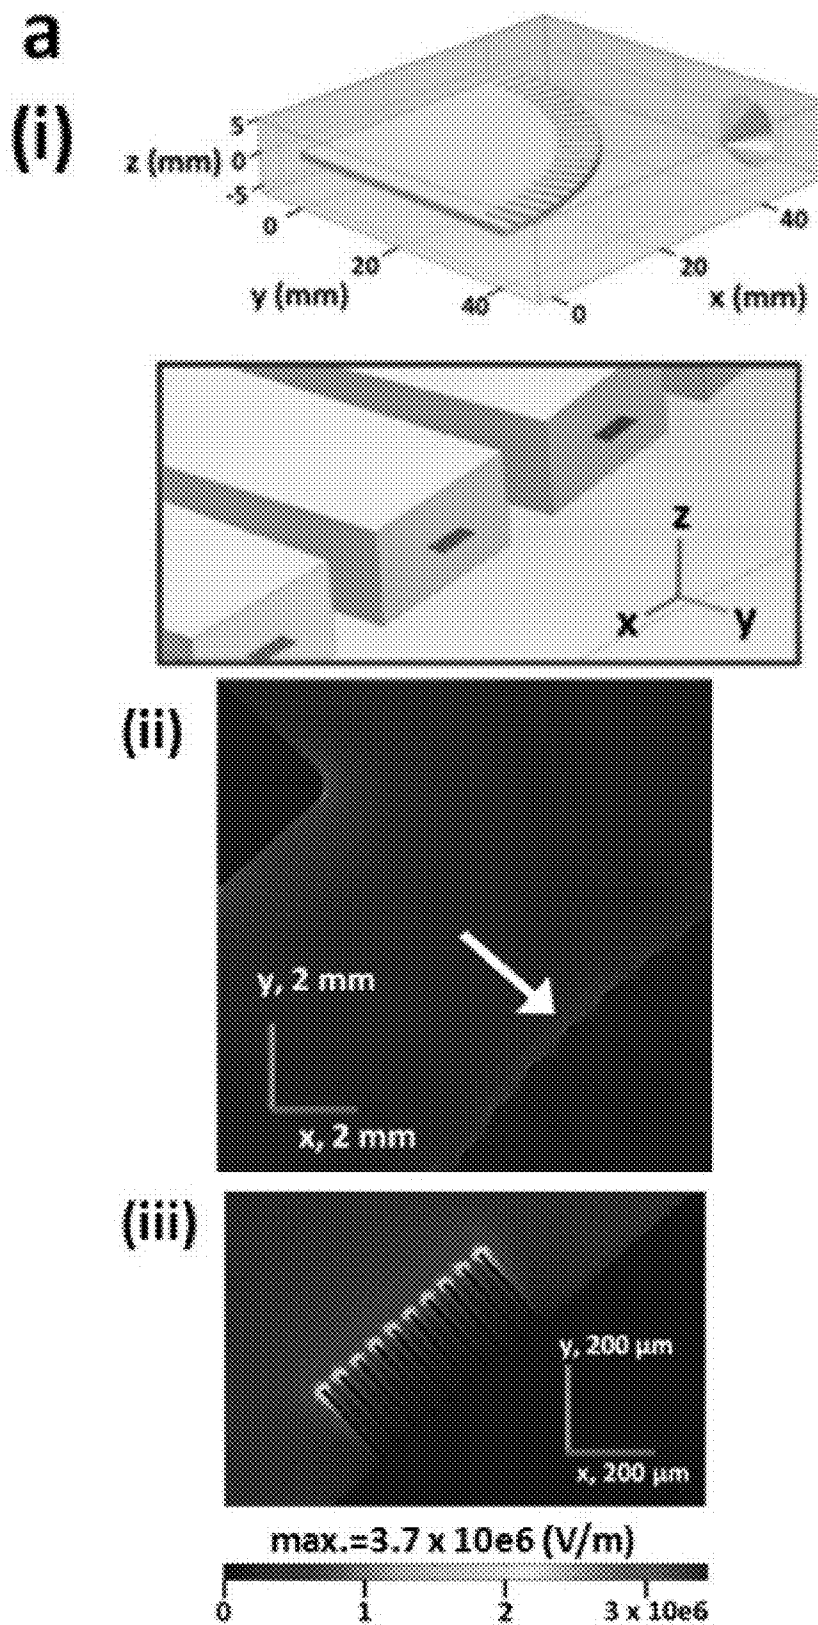 a
(i)
5
z (mm) 0
-5
0
20
40
y (mm)
40
20
0
x (mm)
z
x
y
(ii)
y, 2 mm
x, 2 mm
(iii)
y, 200 µm
x, 200 µm
max.=3.7 x 10e6 (V/m)
0 1 2 3 x 10e6